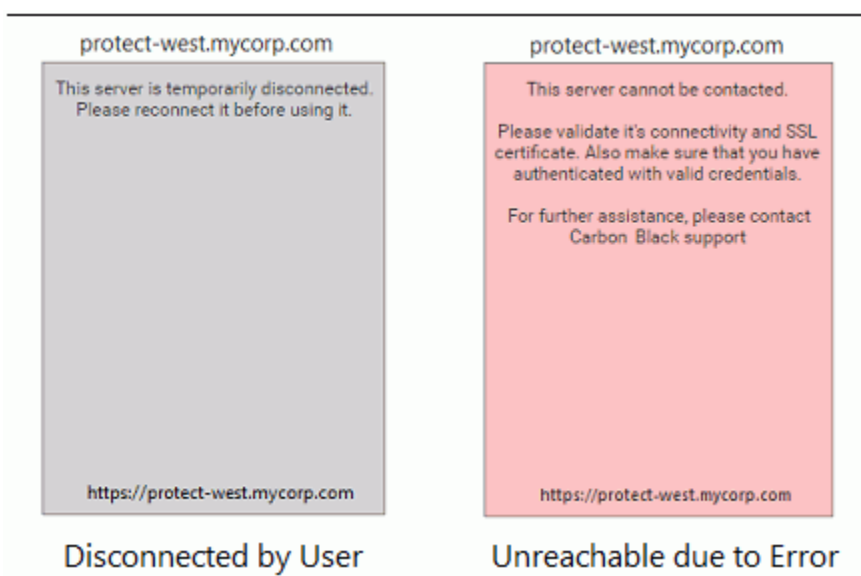 protect-west.mycorp.com
This server is temporarily disconnected.
Please reconnect it before using it.
https://protect-west.mycorp.com
Disconnected by User
protect-west.mycorp.com
This server cannot be contacted.
Please validate it's connectivity and SSL
certificate. Also make sure that you have
authenticated with valid credentials.
For further assistance, please contact
Carbon Black support
https://protect-west.mycorp.com
Unreachable due to Error